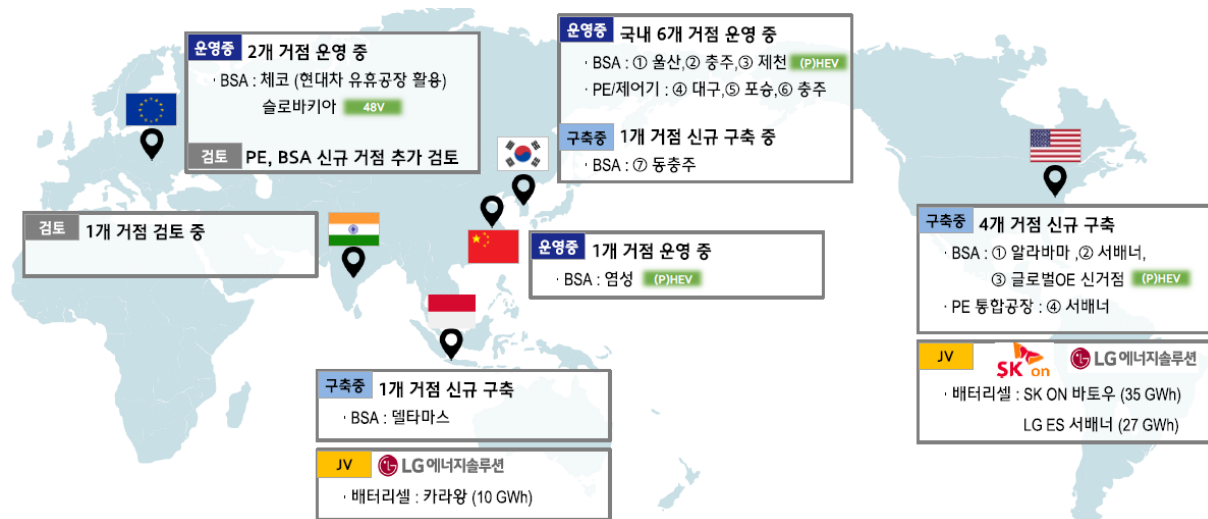 운영중 2개 거점 운영 중
· BSA : 체코 (현대차 유휴공장 활용)
슬로바키아 48V
검토 PE, BSA 신규 거점 추가 검토
운영중 국내 6개 거점 운영 중
· BSA : ① 울산,② 충주,③ 제천 (P)HEV
· PE/제어기 : ④ 대구,⑤ 포승,⑥ 충주
구축중 1개 거점 신규 구축 중
· BSA : ⑦ 동충주
검토 1개 거점 검토 중
운영중 1개 거점 운영 중
· BSA : 염성 (P)HEV
구축중 4개 거점 신규 구축
· BSA : ① 알라바마 ,② 서배너,
③ 글로벌OE 신거점 (P)HEV
· PE 통합공장 : ④ 서배너
JV SK on LG에너지솔루션
· 배터리셀 : SK ON 바토우 (35 GWh)
LG ES 서배너 (27 GWh)
구축중 1개 거점 신규 구축
· BSA : 델타마스
JV LG에너지솔루션
· 배터리셀 : 카라왕 (10 GWh)